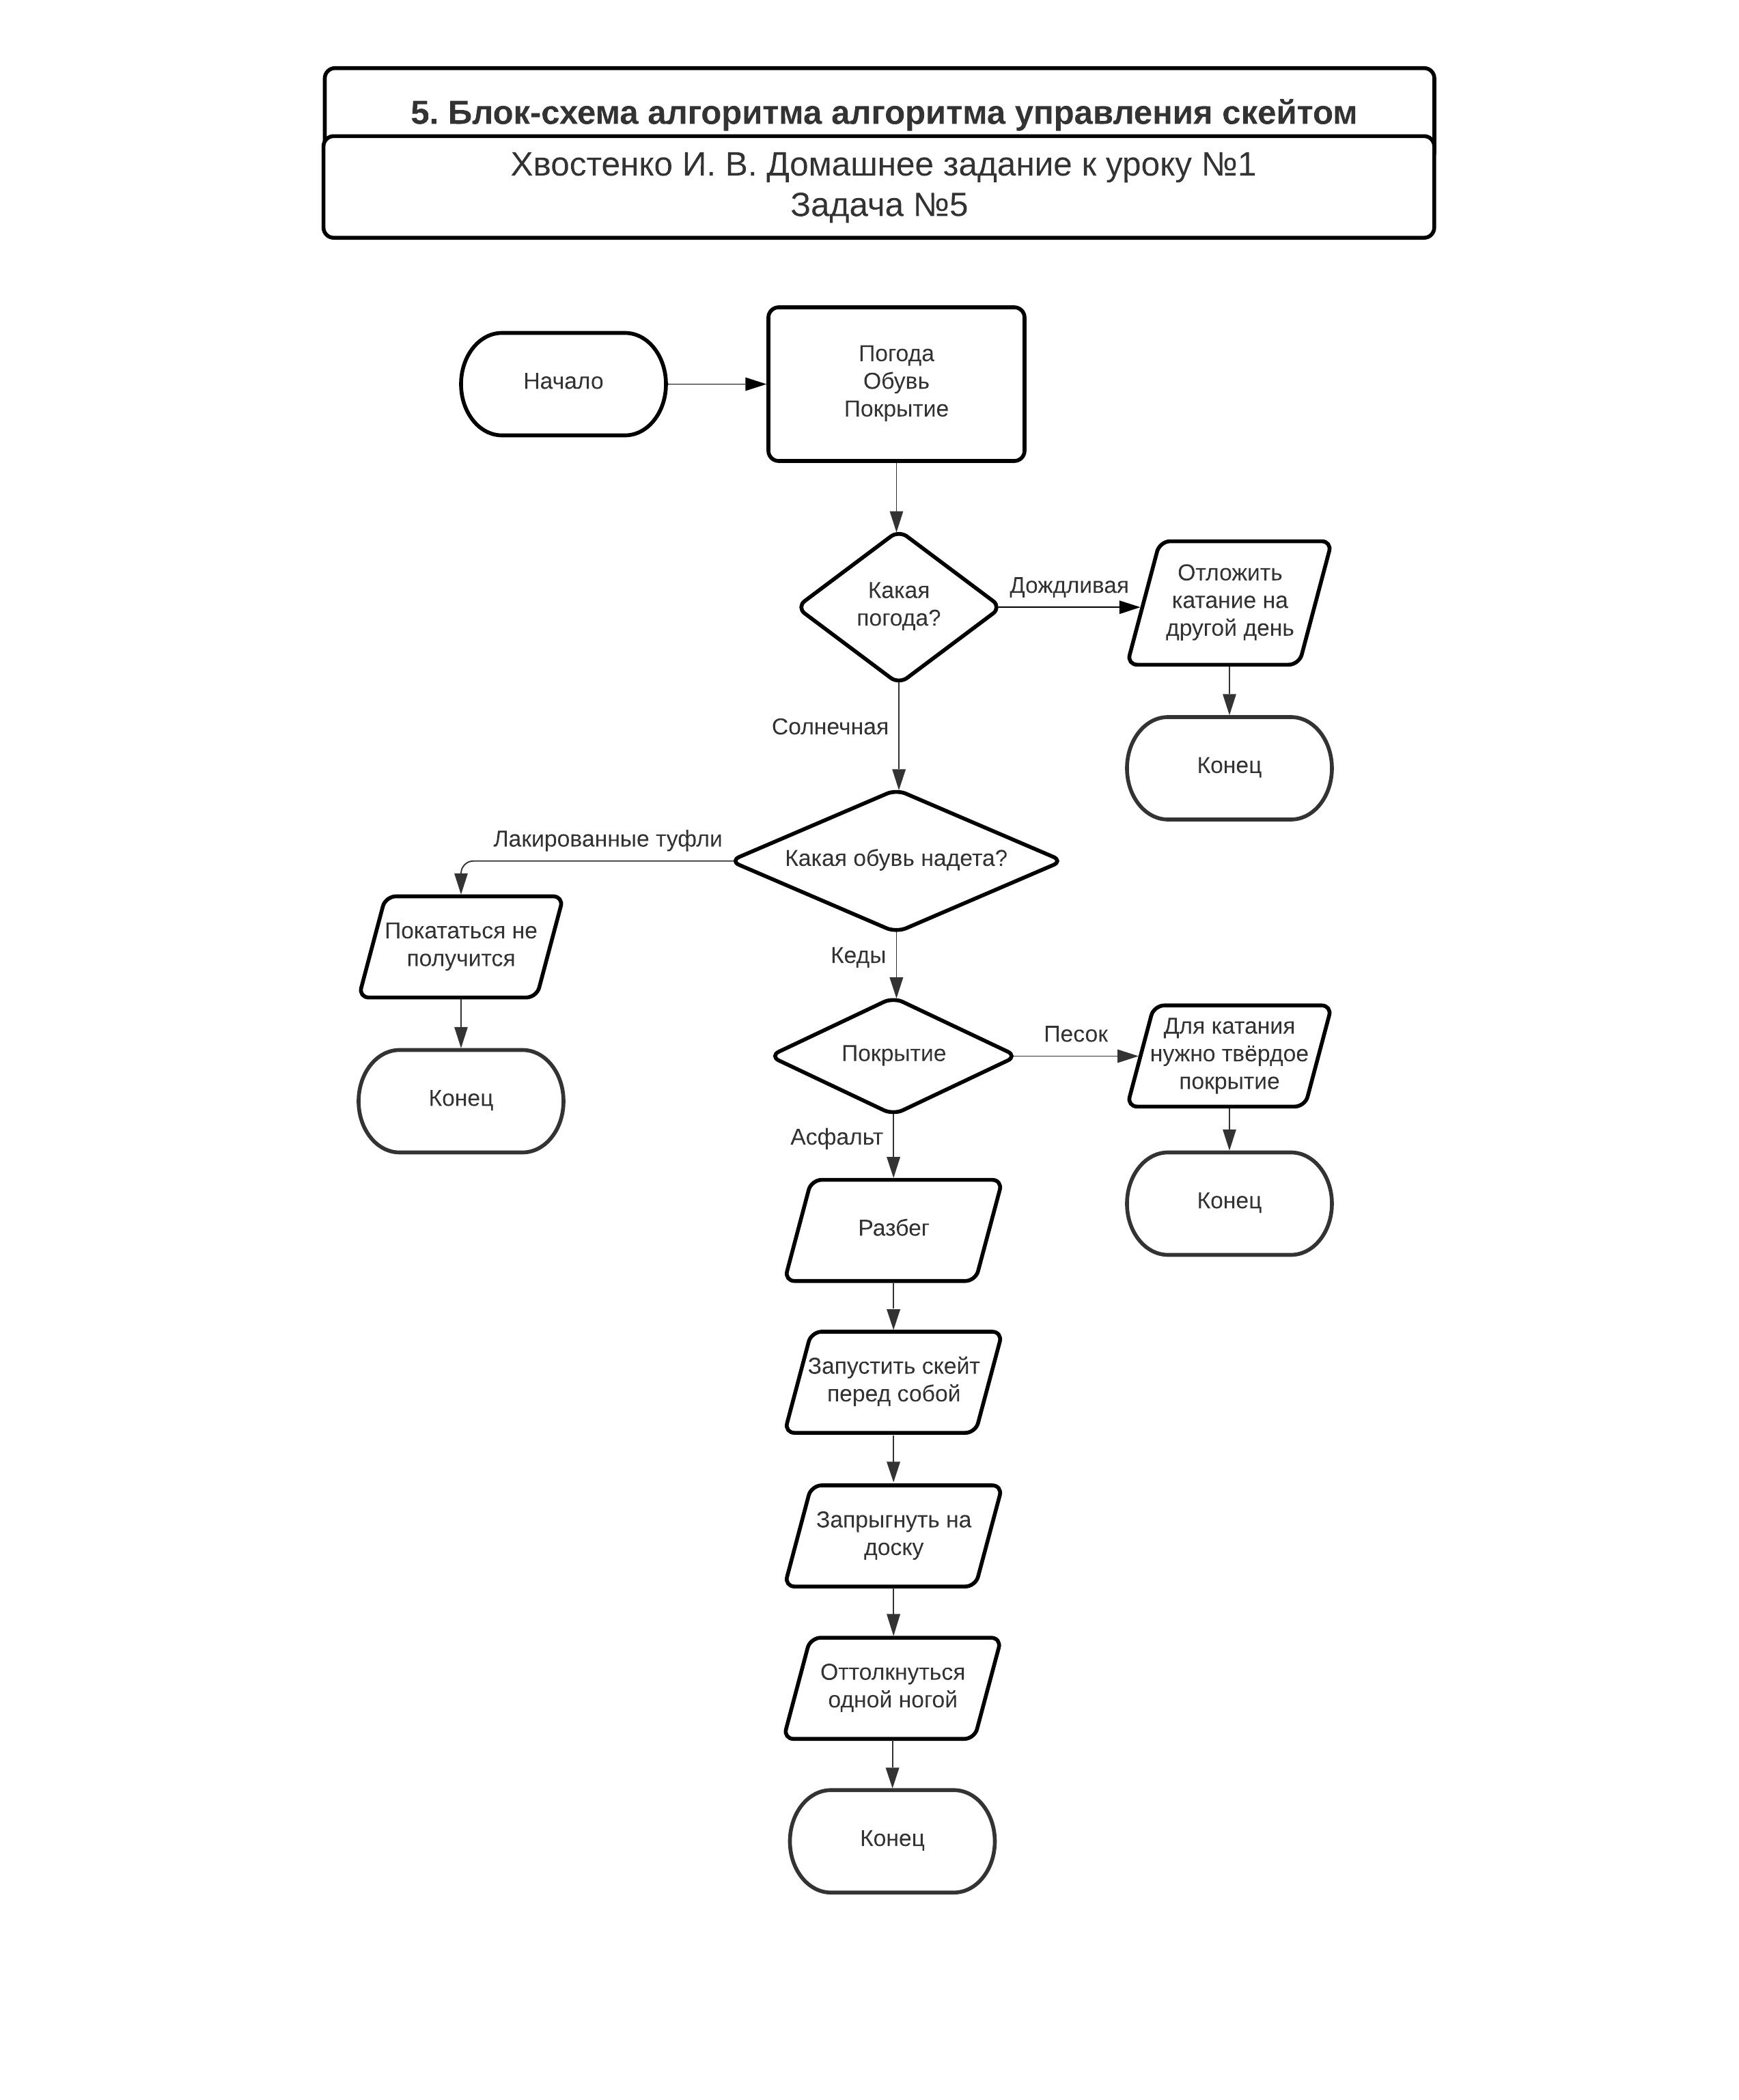 5. Блок-схема алгоритма алгоритма управления скейтом
Хвостенко И. В. Домашнее задание к уроку №1
Задача №5
Начало
Погода
Обувь
Покрытие
Какая
погода?
Дождливая
Отложить
катание на
другой день
Конец
Солнечная
Какая обувь надета?
Лакированные туфли
Покататься не
получится
Конец
Кеды
Покрытие
Песок
Для катания
нужно твёрдое
покрытие
Конец
Асфальт
Разбег
Запустить скейт
перед собой
Запрыгнуть на
доску
Оттолкнуться
одной ногой
Конец